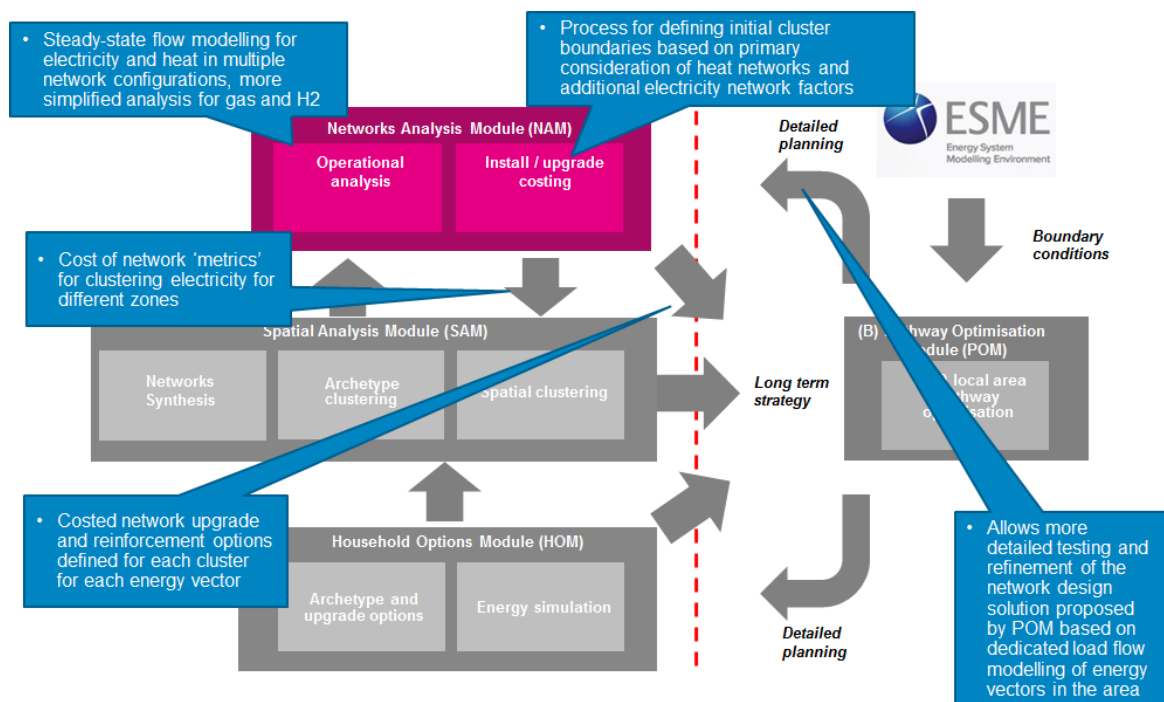 • Steady-state flow modelling for
electricity and heat in multiple
network configurations, more
simplified analysis for gas and H2
• Process for defining initial cluster
boundaries based on primary
consideration of heat networks and
additional electricity network factors
Networks Analysis Module (NAM)
Operational
analysis
Install / upgrade
costing
Detailed
planning
ESME
Energy System
Modelling Environment
Boundary
conditions
• Cost of network ‘metrics’
for clustering electricity for
different zones
Spatial Analysis Module (SAM)
Networks
Synthesis
Archetype
clustering
Spatial clustering
Long term
strategy
(B) Pathway Optimisation
Module (POM)
local area
pathway
optimisation
• Costed network upgrade
and reinforcement options
defined for each cluster
for each energy vector
Household Options Module (HOM)
Archetype and
upgrade options
Energy simulation
Detailed
planning
• Allows more
detailed testing and
refinement of the
network design
solution proposed
by POM based on
dedicated load flow
modelling of energy
vectors in the area